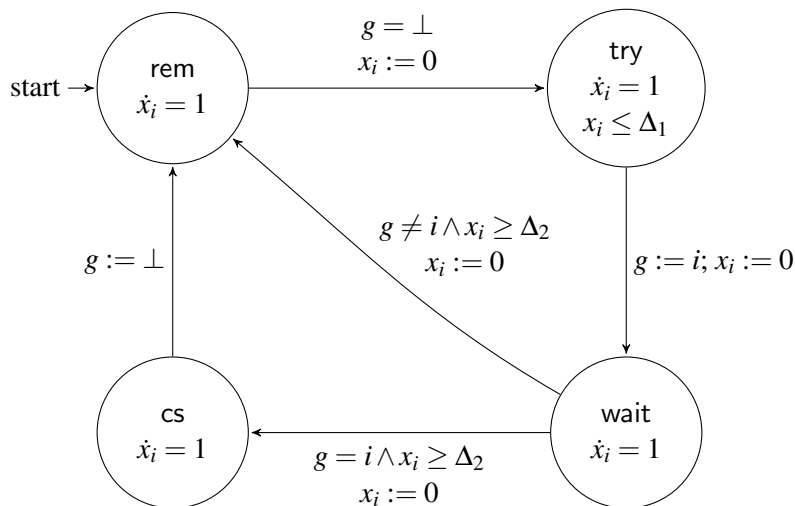 g = ⊥
x_i := 0
start
rem
ẋ_i = 1
try
ẋ_i = 1
x_i ≤ Δ_1
g ≠ i ∧ x_i ≥ Δ_2
x_i := 0
g := ⊥
g := i; x_i := 0
cs
ẋ_i = 1
wait
ẋ_i = 1
g = i ∧ x_i ≥ Δ_2
x_i := 0